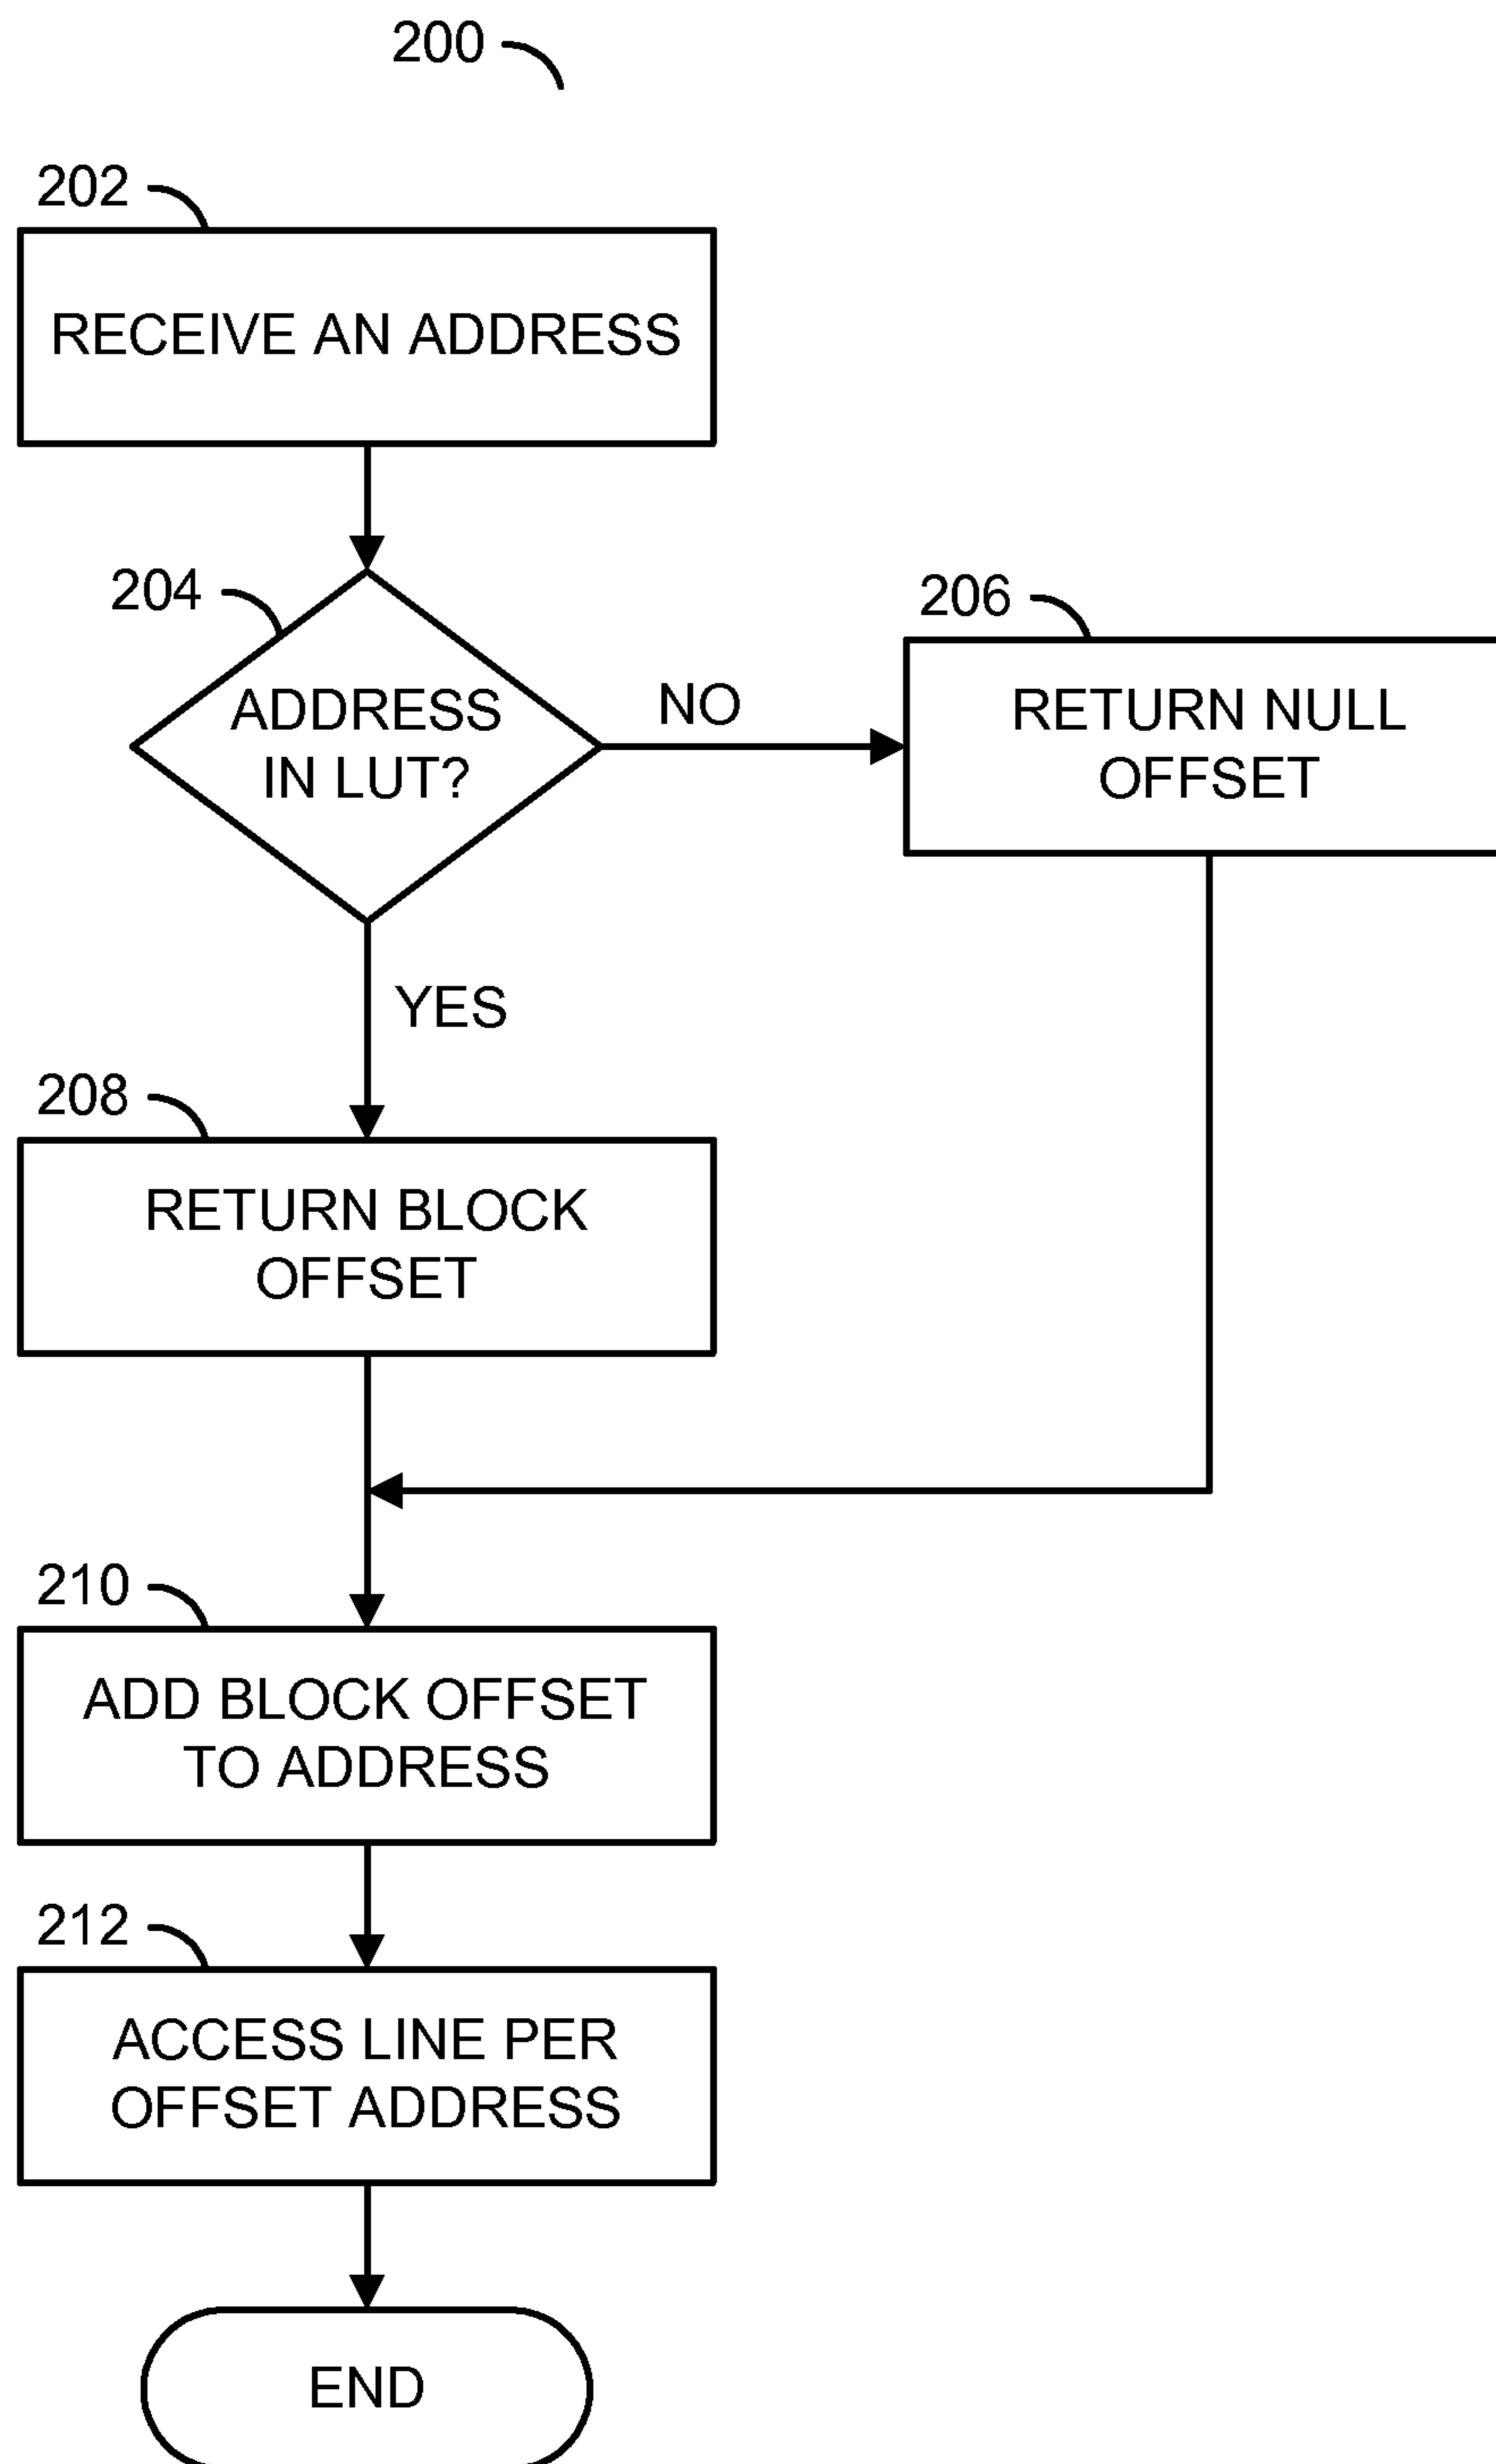 200
202
RECEIVE AN ADDRESS
204
ADDRESS
IN LUT?
NO
206
RETURN NULL
OFFSET
YES
208
RETURN BLOCK
OFFSET
210
ADD BLOCK OFFSET
TO ADDRESS
212
ACCESS LINE PER
OFFSET ADDRESS
END